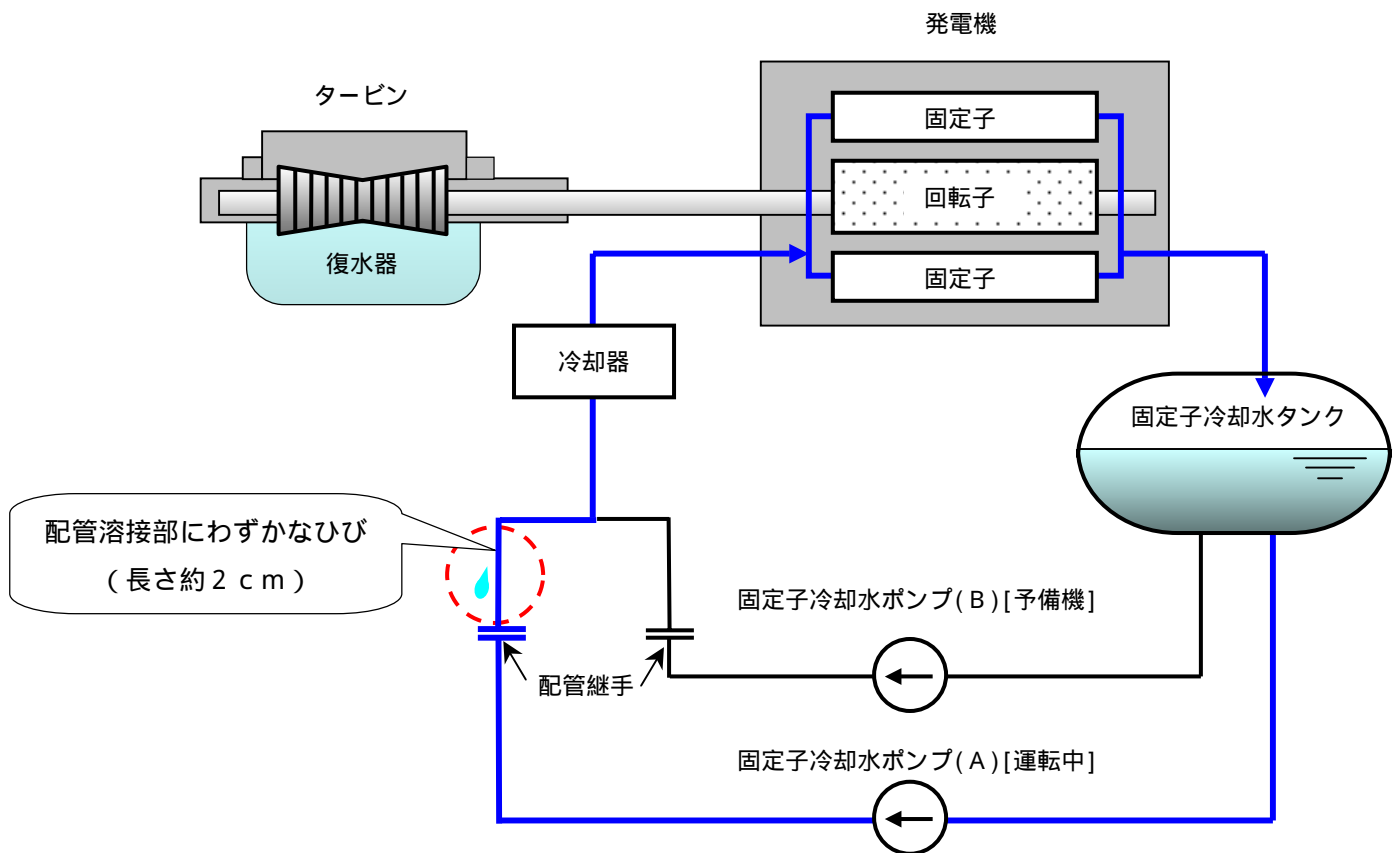 発電機
タービン
固定子
回転子
固定子
復水器
冷却器
固定子冷却水タンク
配管溶接部にわずかなひび
(長さ約2cm)
固定子冷却水ポンプ(B)[予備機]
配管継手
固定子冷却水ポンプ(A)[運転中]